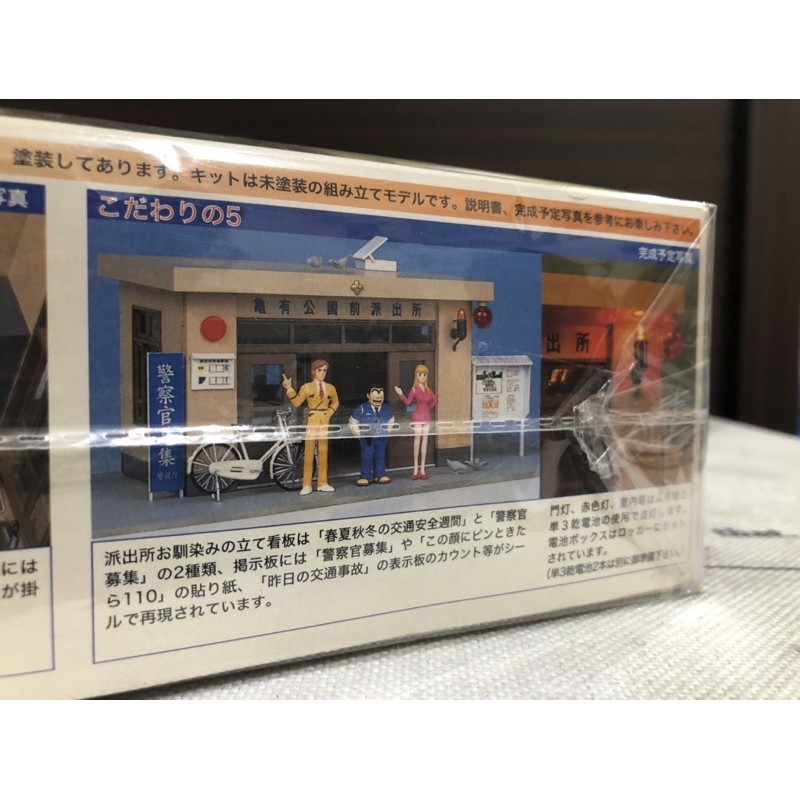 塗装してあります。キットは未塗装の組み立てモデルです。説明書、完成予定写真を参考にお楽しみ下さい。
写真
こだわりの5
完成予定写真
亀有公園前派出所
出所
警察官
集
派出所お馴染みの立て看板は「春夏秋冬の交通安全週間」と「警察官
募集」の2種類、掲示板には「警察官募集」や「この顔にピンときた
ら110」の貼り紙、「昨日の交通事故」の表示板のカウント等がシー
ルで再現されています。
門灯、赤色灯、室内灯は
単3乾電池の使用で点灯します。
電池ボックスはロッカーにセット
されています。
(単3乾電池2本は別に御準備下さい。)
には
が掛